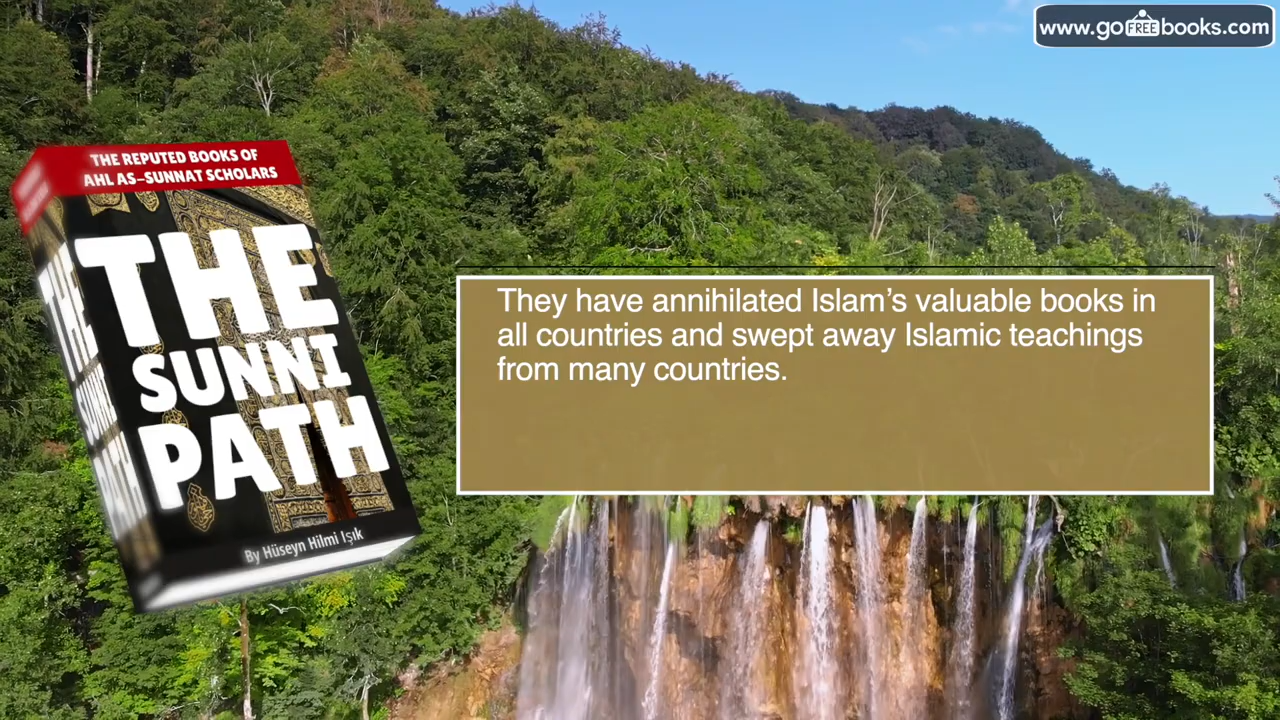 www.goFREEbooks.com
THE REPUTED BOOKS OF
AHL AS–SUNNAT SCHOLARS
THE
SUNNI
PATH
By Hüseyn Hilmi Işık
They have annihilated Islam’s valuable books in
all countries and swept away Islamic teachings
from many countries.